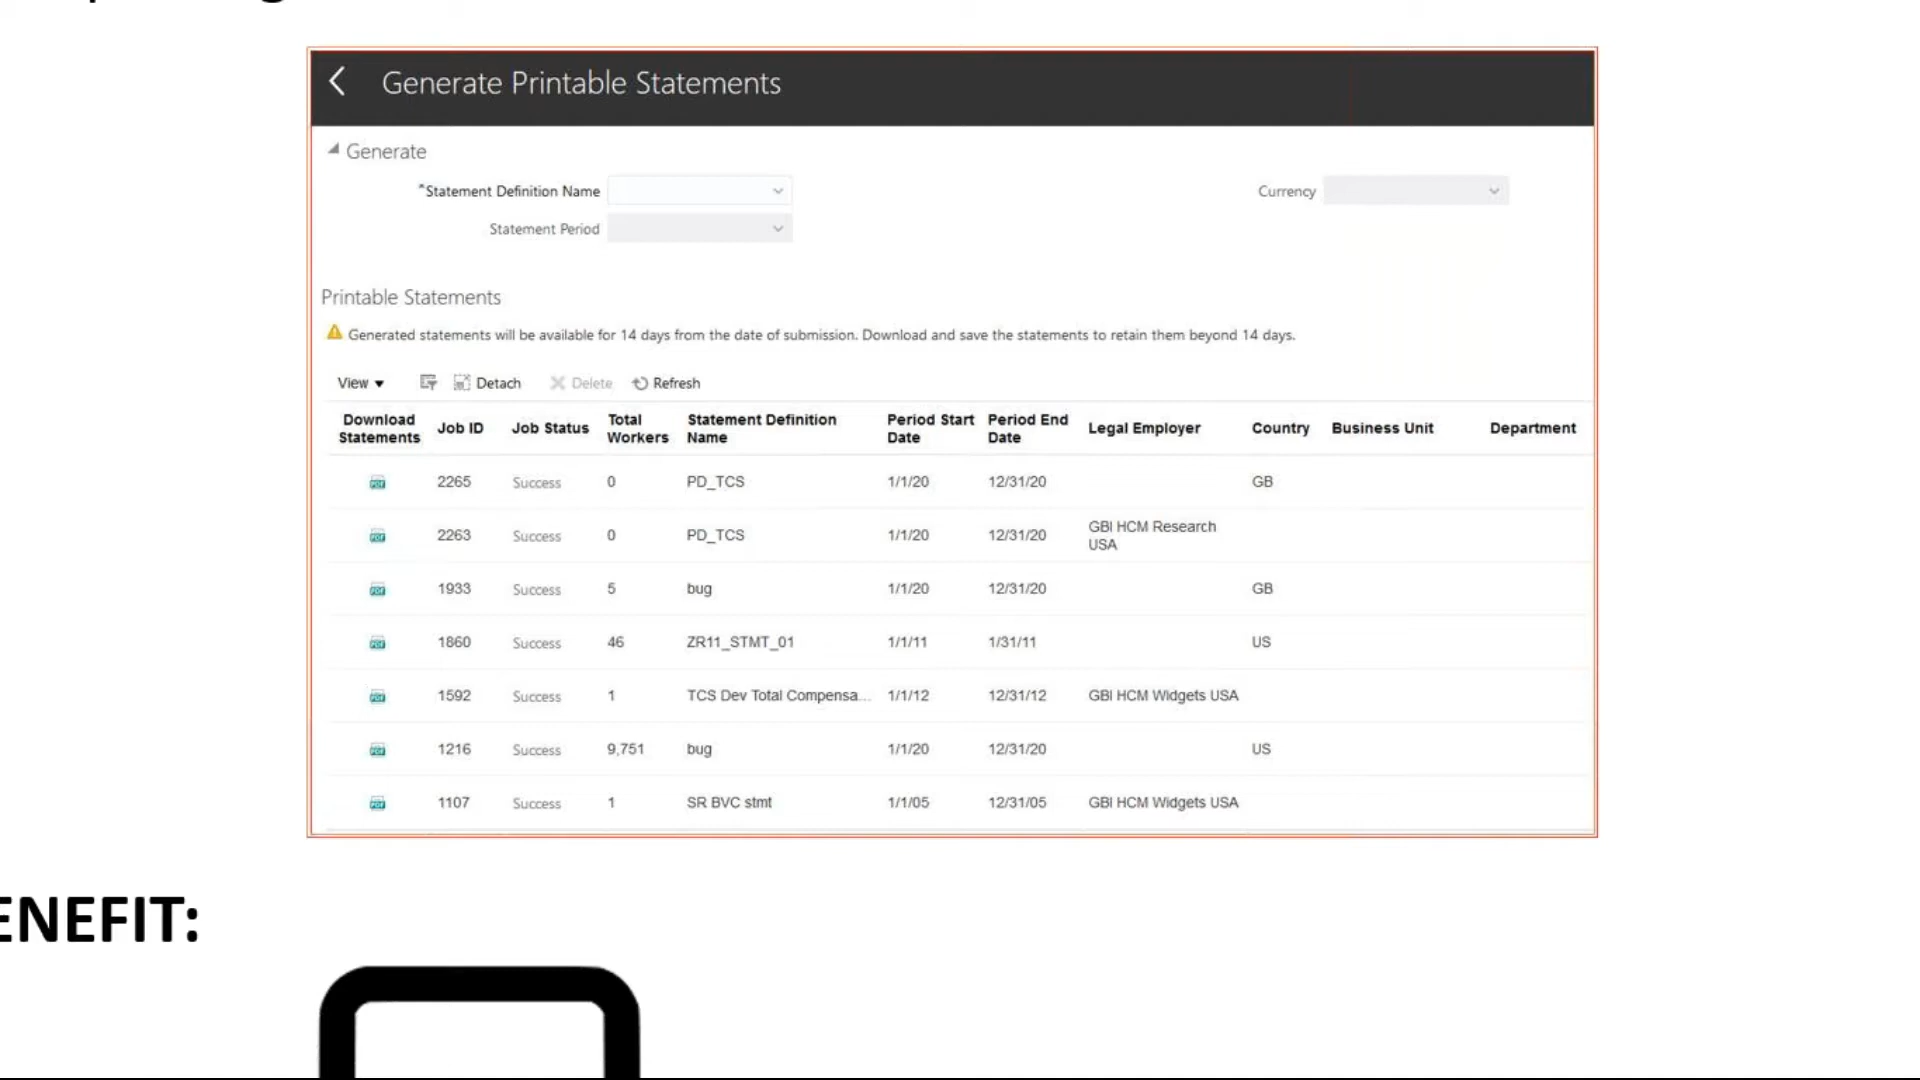 Generate Printable Statements
Generate
*Statement Definition Name
Currency
Statement Period
Printable Statements
Generated statements will be available for 14 days from the date of submission. Download and save the statements to retain them beyond 14 days.
View Detach Delete Refresh
Download Statements Job ID Job Status Total Workers Statement Definition Name Period Start Date Period End Date Legal Employer Country Business Unit Department
PDF 2265 Success 0 PD_TCS 1/1/20 12/31/20 GB
PDF 2263 Success 0 PD_TCS 1/1/20 12/31/20 GBI HCM Research USA
PDF 1933 Success 5 bug 1/1/20 12/31/20 GB
PDF 1860 Success 46 ZR11_STMT_01 1/1/11 1/31/11 US
PDF 1592 Success 1 TCS Dev Total Compensa... 1/1/12 12/31/12 GBI HCM Widgets USA
PDF 1216 Success 9,751 bug 1/1/20 12/31/20 US
PDF 1107 Success 1 SR BVC stmt 1/1/05 12/31/05 GBI HCM Widgets USA
ENEFIT: